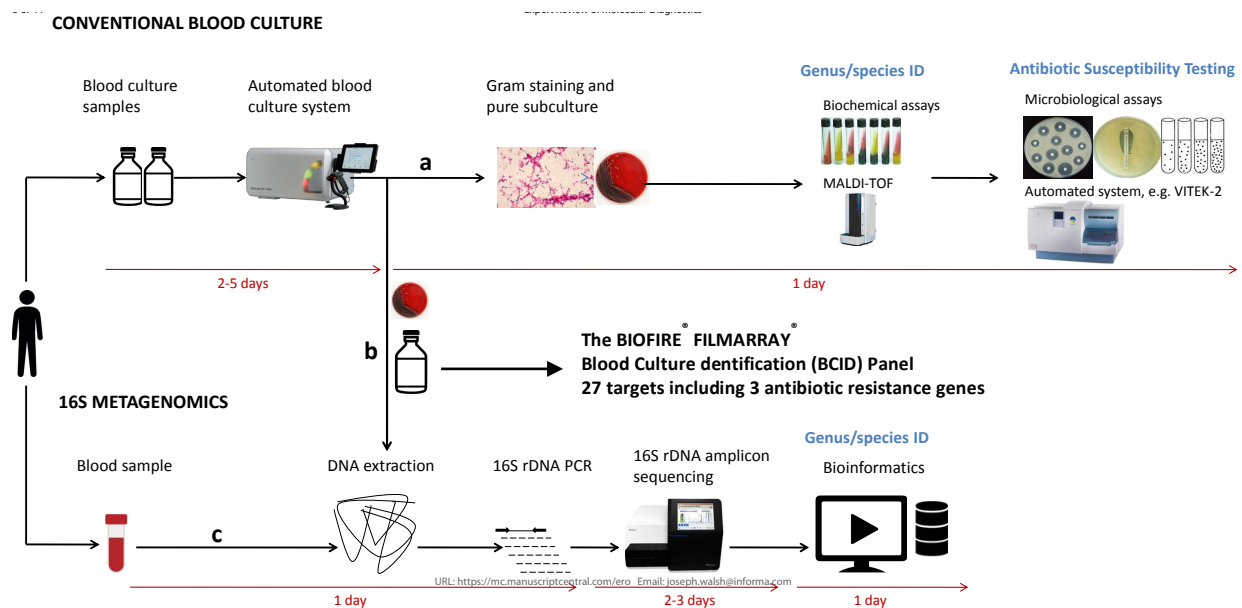 CONVENTIONAL BLOOD CULTURE
Blood culture
samples
Automated blood
culture system
Gram staining and
pure subculture
Genus/species ID
Biochemical assays
MALDI-TOF
Antibiotic Susceptibility Testing
Microbiological assays
Automated system, e.g. VITEK-2
a
2-5 days
1 day
b
The BIOFIRE® FILMARRAY®
Blood Culture dentification (BCID) Panel
27 targets including 3 antibiotic resistance genes
16S METAGENOMICS
Blood sample
DNA extraction
16S rDNA PCR
16S rDNA amplicon
sequencing
Genus/species ID
Bioinformatics
c
URL: https://mc.manuscriptcentral.com/ero Email: joseph.walsh@informa.com
1 day
2-3 days
1 day